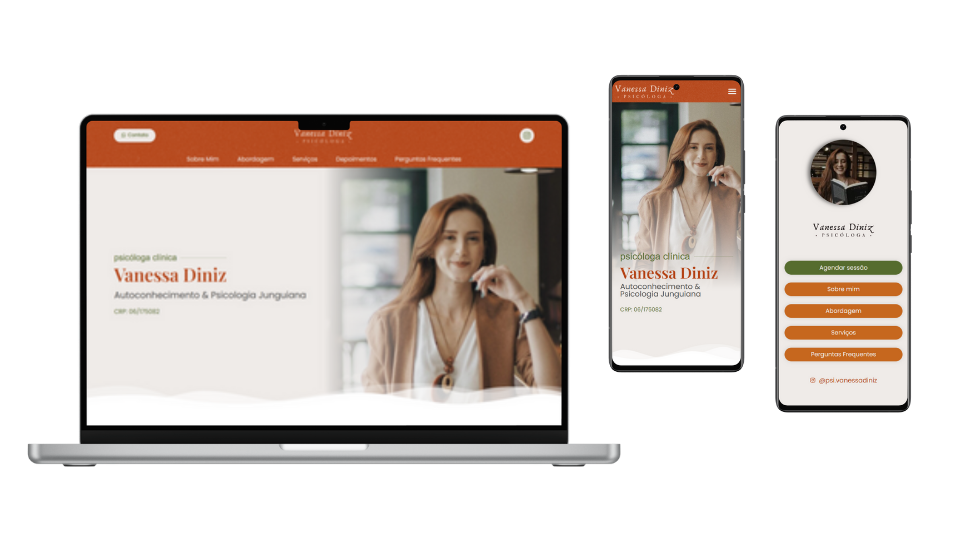 Contato
Vanessa Diniz
• PSICÓLOGA •
Sobre Mim
Abordagem
Serviços
Depoimentos
Perguntas Frequentes
psicóloga clínica
Vanessa Diniz
Autoconhecimento & Psicologia Junguiana
CRP: 06/175082
Vanessa Diniz
• PSICÓLOGA •
psicóloga clínica
Vanessa Diniz
Autoconhecimento &
Psicologia Junguiana
CRP: 06/175082
Vanessa Diniz
• PSICÓLOGA •
Agendar sessão
Sobre mim
Abordagem
Serviços
Perguntas Frequentes
@psi.vanessadiniz